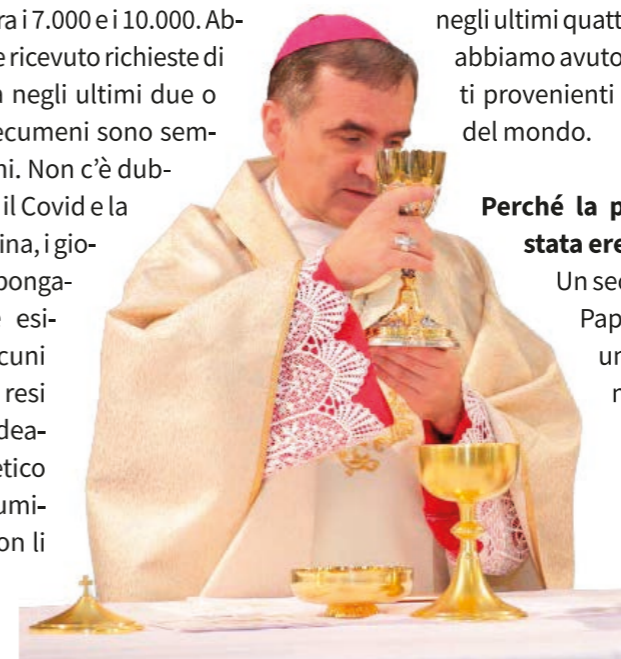 ra i 7.000 e i 10.000. Ab-
e ricevuto richieste di
negli ultimi due o
ecumeni sono sem-
ni. Non c'è dub-
il Covid e la
ina, i gio-
ponga-
esi-
cuni
resi
dea-
etico
umi-
on li
negli ultimi quatt
abbiamo avuto
ti provenienti
del mondo.
Perché la p
stata ere
Un sec
Pap
un